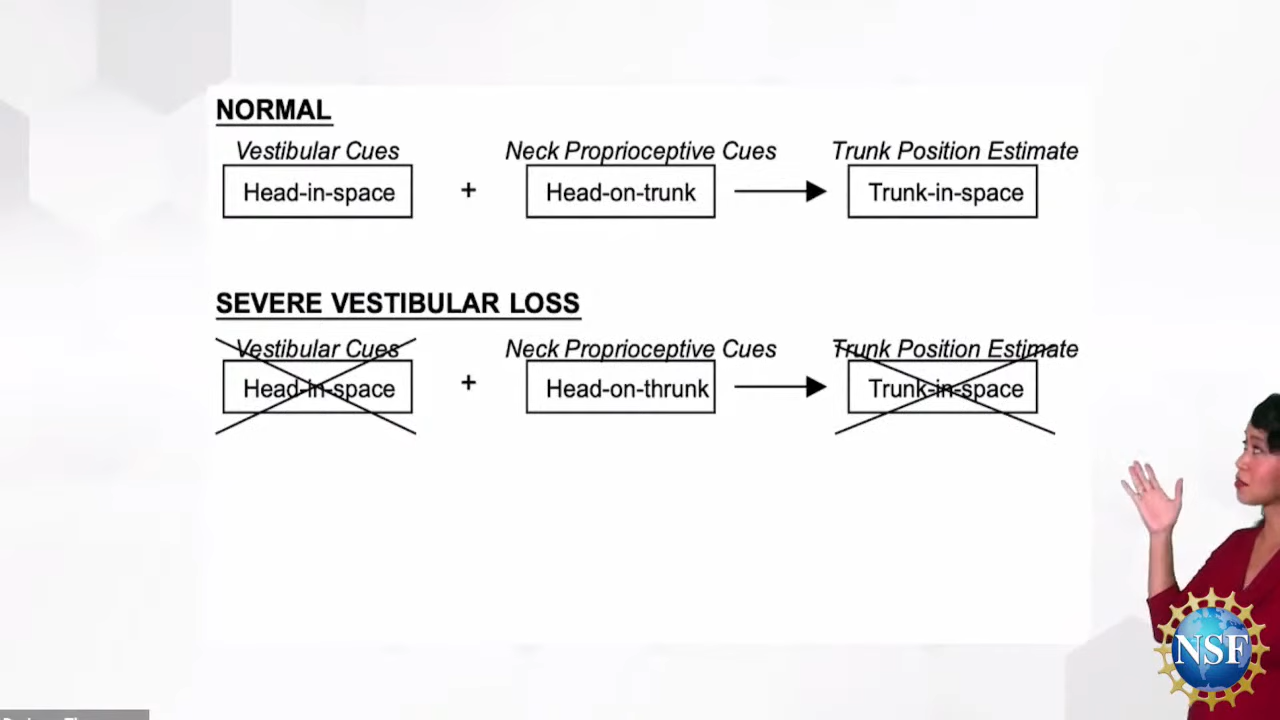 NORMAL
Vestibular Cues Neck Proprioceptive Cues Trunk Position Estimate
Head-in-space + Head-on-trunk Trunk-in-space
SEVERE VESTIBULAR LOSS
Vestibular Cues Neck Proprioceptive Cues Trunk Position Estimate
Head-in-space + Head-on-thrunk Trunk-in-space
NSF